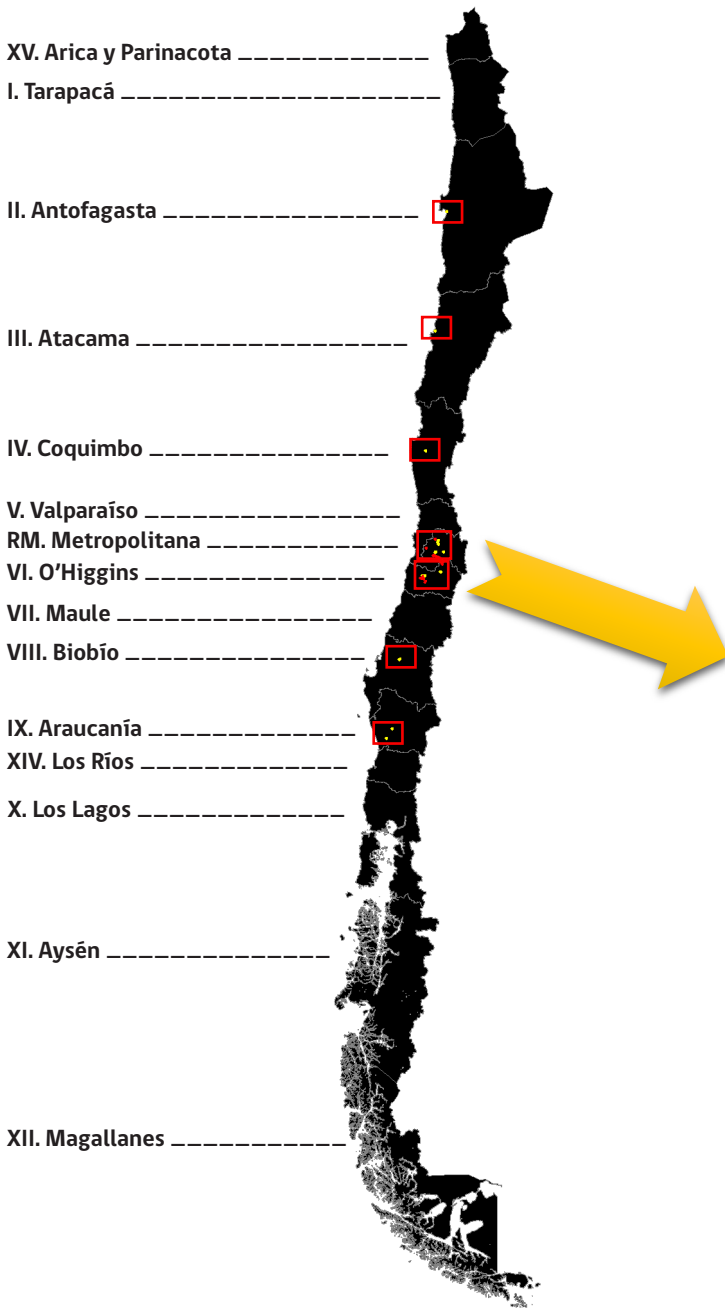 XV. Arica y Parinacota
I. Tarapacá
II. Antofagasta
III. Atacama
IV. Coquimbo
V. Valparaíso
RM. Metropolitana
VI. O'Higgins
VII. Maule
VIII. Biobío
IX. Araucanía
XIV. Los Ríos
X. Los Lagos
XI. Aysén
XII. Magallanes